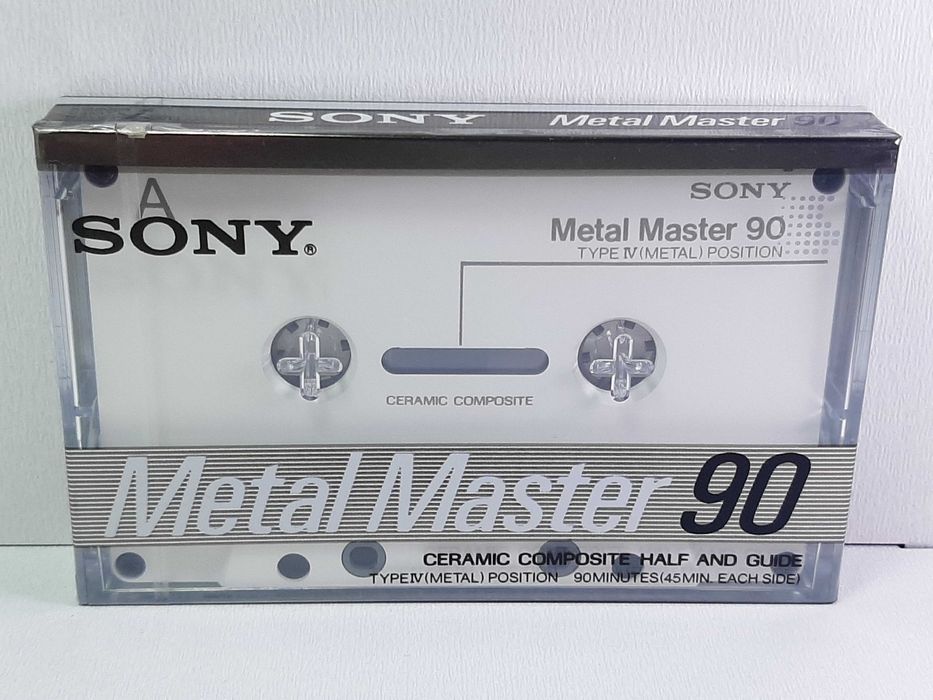 SONY Metal Master 90
A
SONY®
SONY
Metal Master 90
TYPE IV (METAL) POSITION
CERAMIC COMPOSITE
Metal Master 90
CERAMIC COMPOSITE HALF AND GUIDE
TYPE IV (METAL) POSITION 90MINUTES (45MIN. EACH SIDE)